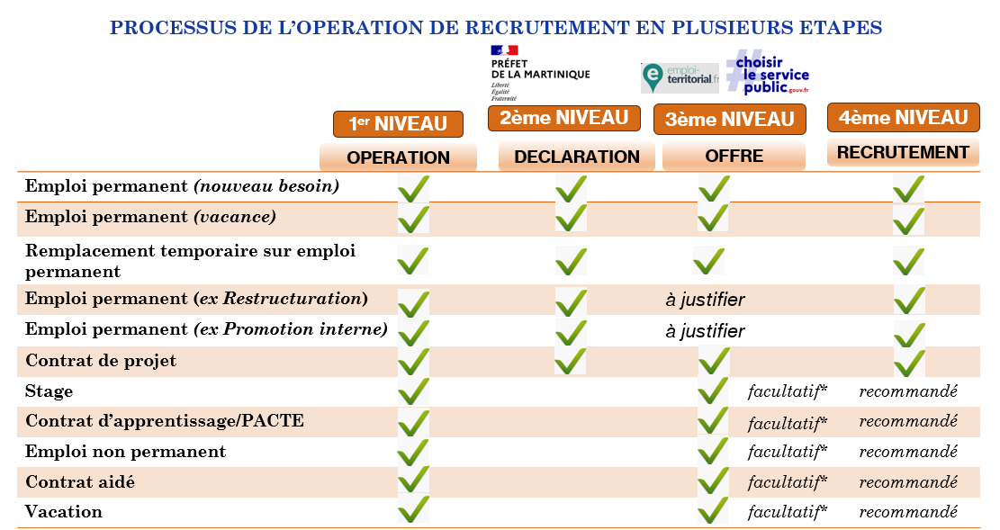 PROCESSUS DE L'OPERATION DE RECRUTEMENT EN PLUSIEURS ETAPES
PRÉFET
DE LA MARTINIQUE
Liberté
Égalité
Fraternité
emploi-
territorial.fr
#choisir
le service
public.gouv.fr
1er NIVEAU
2ème NIVEAU
3ème NIVEAU
4ème NIVEAU
OPERATION
DECLARATION
OFFRE
RECRUTEMENT
Emploi permanent (nouveau besoin)
Emploi permanent (vacance)
Remplacement temporaire sur emploi
permanent
Emploi permanent (ex Restructuration) à justifier
Emploi permanent (ex Promotion interne) à justifier
Contrat de projet
Stage facultatif* recommandé
Contrat d'apprentissage/PACTE facultatif* recommandé
Emploi non permanent facultatif* recommandé
Contrat aidé facultatif* recommandé
Vacation facultatif* recommandé